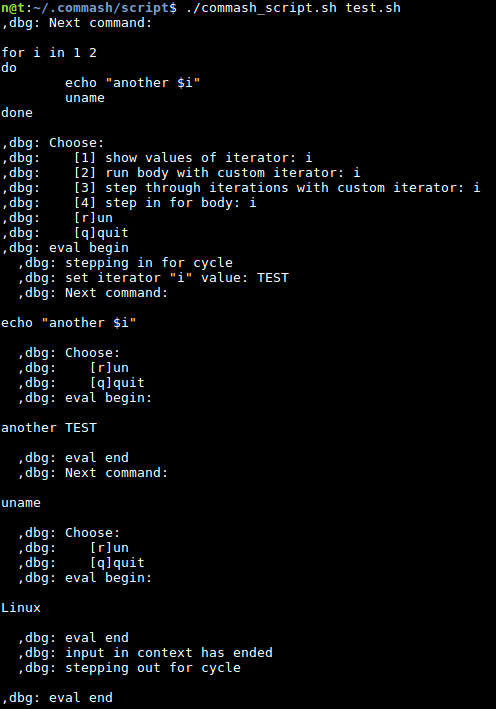 n@t:~/.commash/script$ ./commash_script.sh test.sh
,dbg: Next command:
for i in 1 2
do
        echo "another $i"
        uname
done
,dbg: Choose:
,dbg:    [1] show values of iterator: i
,dbg:    [2] run body with custom iterator: i
,dbg:    [3] step through iterations with custom iterator: i
,dbg:    [4] step in for body: i
,dbg:    [r]un
,dbg:    [q]quit
,dbg: eval begin
  ,dbg: stepping in for cycle
  ,dbg: set iterator "i" value: TEST
  ,dbg: Next command:
echo "another $i"
  ,dbg: Choose:
  ,dbg:    [r]un
  ,dbg:    [q]quit
  ,dbg: eval begin:
another TEST
  ,dbg: eval end
  ,dbg: Next command:
uname
  ,dbg: Choose:
  ,dbg:    [r]un
  ,dbg:    [q]quit
  ,dbg: eval begin:
Linux
  ,dbg: eval end
  ,dbg: input in context has ended
  ,dbg: stepping out for cycle
,dbg: eval end